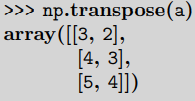 >>> np.transpose(a)
array([[3, 2],
       [4, 3],
       [5, 4]])